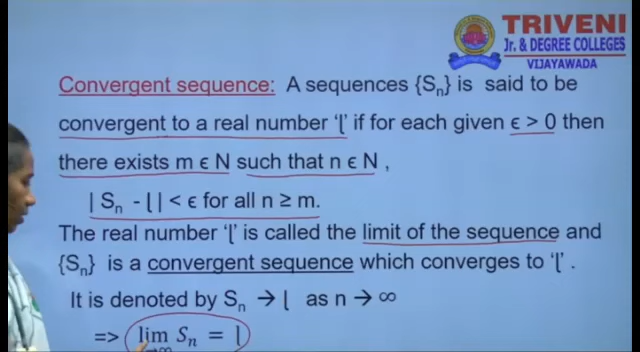 TRIVENI
Jr. & DEGREE COLLEGES
VIJAYAWADA
Convergent sequence: A sequences {Sₙ} is said to be
convergent to a real number 'l' if for each given ϵ > 0 then
there exists m ϵ N such that n ϵ N ,
| Sₙ - l | < ϵ for all n ≥ m.
The real number 'l' is called the limit of the sequence and
{Sₙ} is a convergent sequence which converges to 'l' .
It is denoted by Sₙ → l as n → ∞
=> lim Sₙ = l